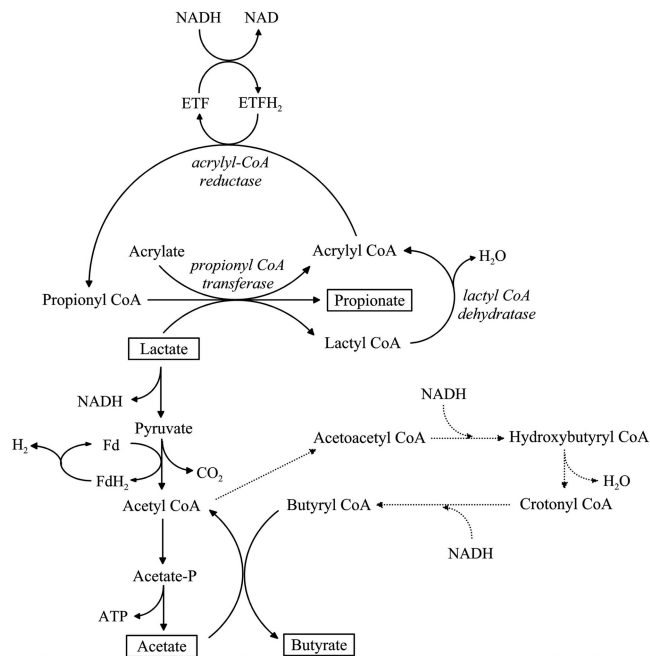 NADH NAD
ETF ETFH2
acrylyl-CoA
reductase
Acrylate
propionyl CoA
transferase
Acrylyl CoA
H2O
Propionyl CoA
Propionate
lactyl CoA
dehydratase
Lactate
Lactyl CoA
NADH
NADH
Pyruvate
Acetoacetyl CoA
Hydroxybutyryl CoA
H2
Fd
FdH2
CO2
H2O
Acetyl CoA
Butyryl CoA
Crotonyl CoA
NADH
Acetate-P
ATP
Acetate
Butyrate